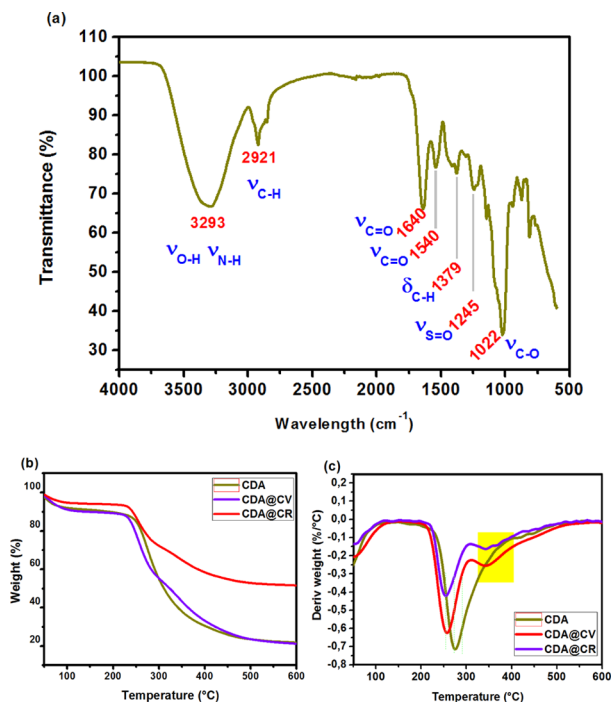 (a)
110
100
90
80
70
60
50
40
30
Transmittance (%)
2921
νC-H
3293
νO-H νN-H
νC=O 1640
νC=O 1540
δC-H 1379
νS=O 1245
1022 νC-O
4000 3500 3000 2500 2000 1500 1000 500
Wavelength (cm-1)
(b)
100
80
60
40
20
Weight (%)
CDA
CDA@CV
CDA@CR
100 200 300 400 500 600
Temperature (°C)
(c)
0,2
0,1
0,0
-0,1
-0,2
-0,3
-0,4
-0,5
-0,6
-0,7
-0,8
Deriv weight (%/°C)
CDA
CDA@CV
CDA@CR
100 200 300 400 500 600
Temperature (°C)